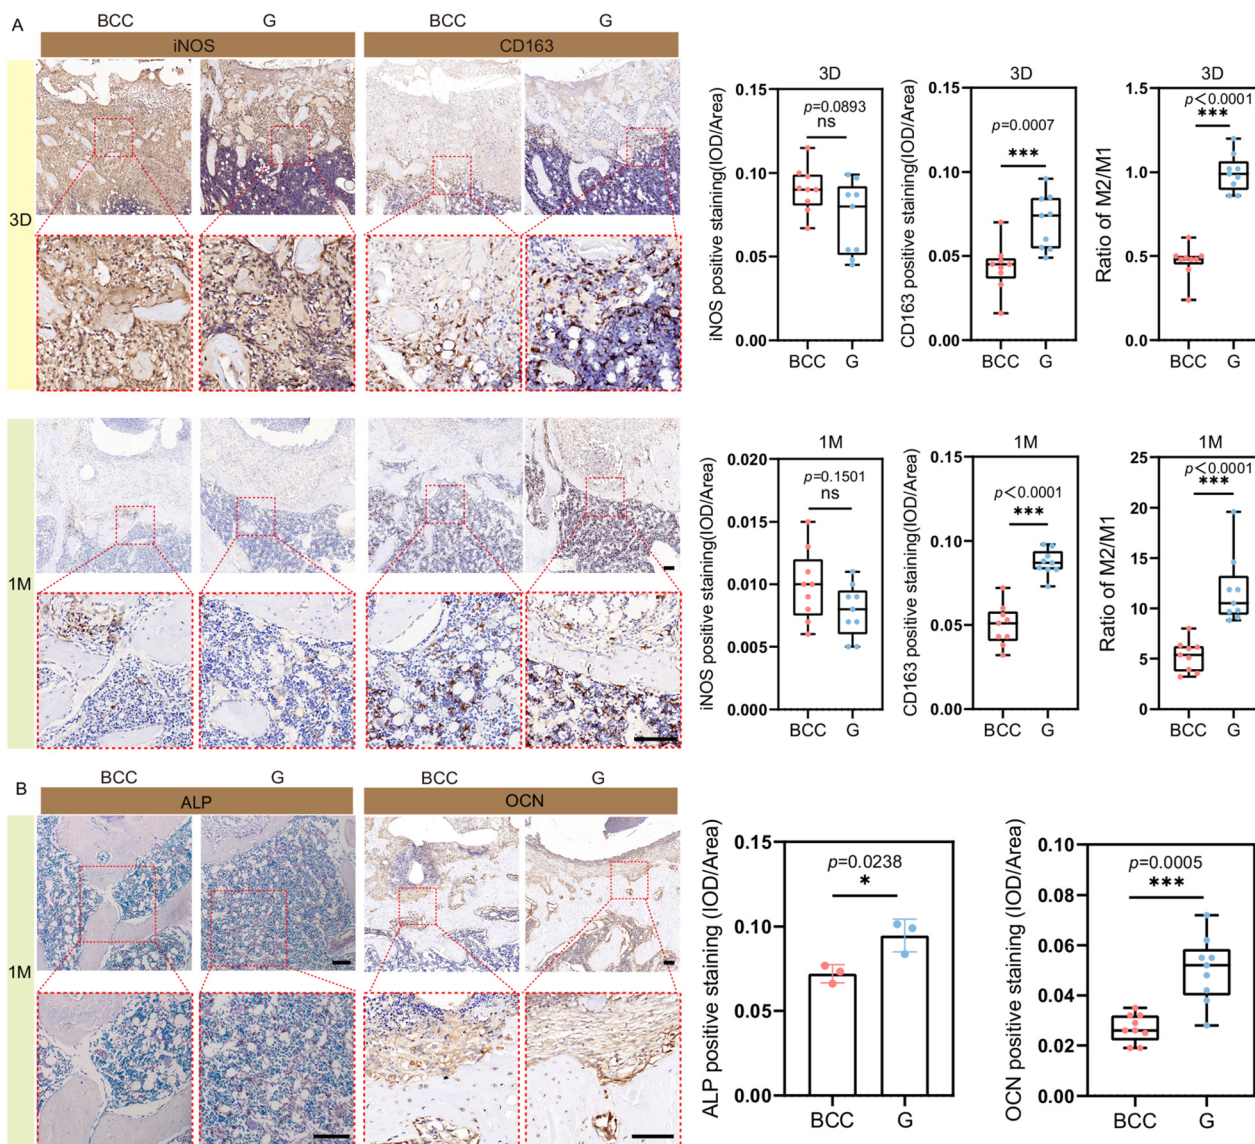 A
BCC G BCC G
iNOS CD163
3D
1M
3D
iNOS positive staining(IOD/Area)
0.15
0.10
0.05
0.00
p=0.0893
ns
BCC G
3D
CD163 positive staining(IOD/Area)
0.15
0.10
0.05
0.00
p=0.0007
***
BCC G
3D
Ratio of M2/M1
1.5
1.0
0.5
0.0
p<0.0001
***
BCC G
1M
iNOS positive staining(IOD/Area)
0.020
0.015
0.010
0.005
0.000
p=0.1501
ns
BCC G
1M
CD163 positive staining(IOD/Area)
0.15
0.10
0.05
0.00
p<0.0001
***
BCC G
1M
Ratio of M2/M1
25
20
15
10
5
0
p<0.0001
***
BCC G
B
BCC G BCC G
ALP OCN
1M
ALP positive staining (IOD/Area)
0.15
0.10
0.05
0.00
p=0.0238
*
BCC G
OCN positive staining (IOD/Area)
0.10
0.08
0.06
0.04
0.02
0.00
p=0.0005
***
BCC G